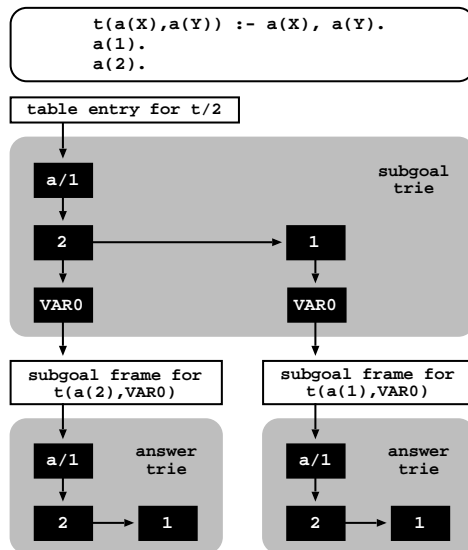 t(a(X),a(Y)) :- a(X), a(Y).
a(1).
a(2).
table entry for t/2
subgoal
trie
a/1
2
1
VAR0
VAR0
subgoal frame for
t(a(2),VAR0)
subgoal frame for
t(a(1),VAR0)
answer
trie
a/1
2
1
answer
trie
a/1
2
1